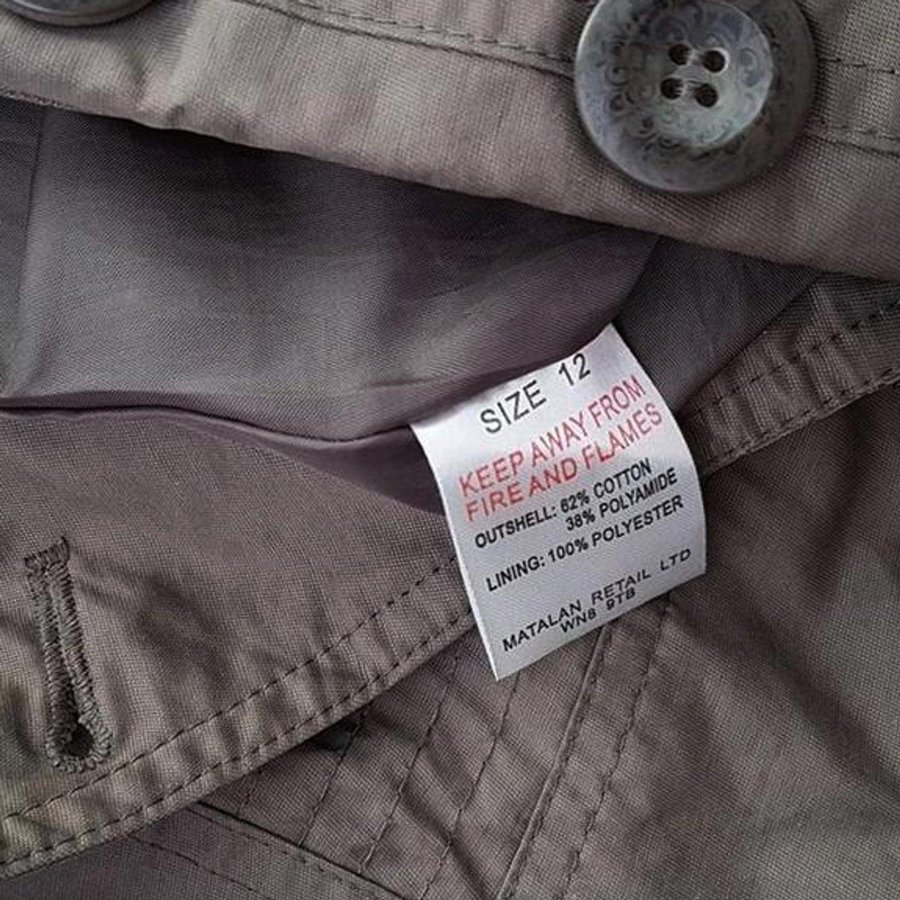 SIZE 12
KEEP AWAY FROM
FIRE AND FLAMES
OUTSHELL: 62% COTTON
38% POLYAMIDE
LINING: 100% POLYESTER
MATALAN RETAIL LTD
WN8 9TB